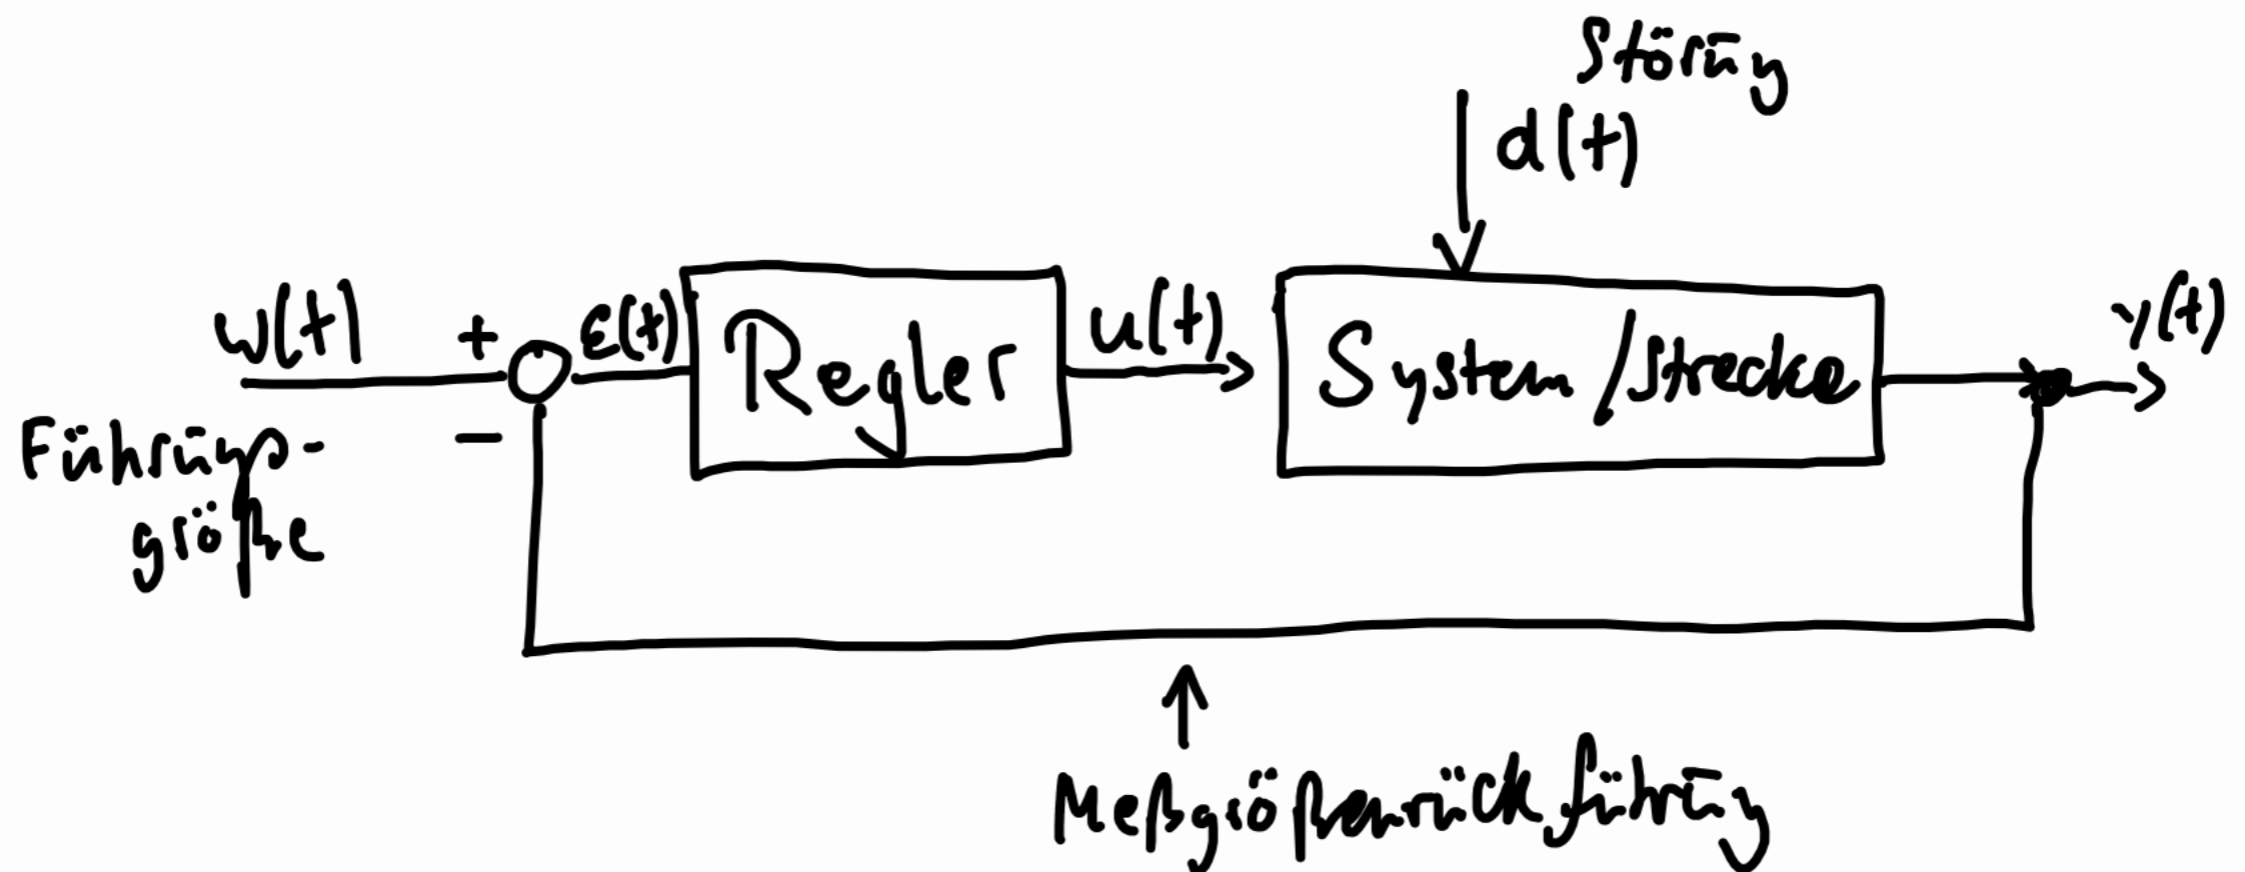 Störung
d(t)
w(t)
+
ε(t)
Regler
u(t)
System/Strecke
y(t)
−
Führungs-
größe
Meßgrößenrückführung